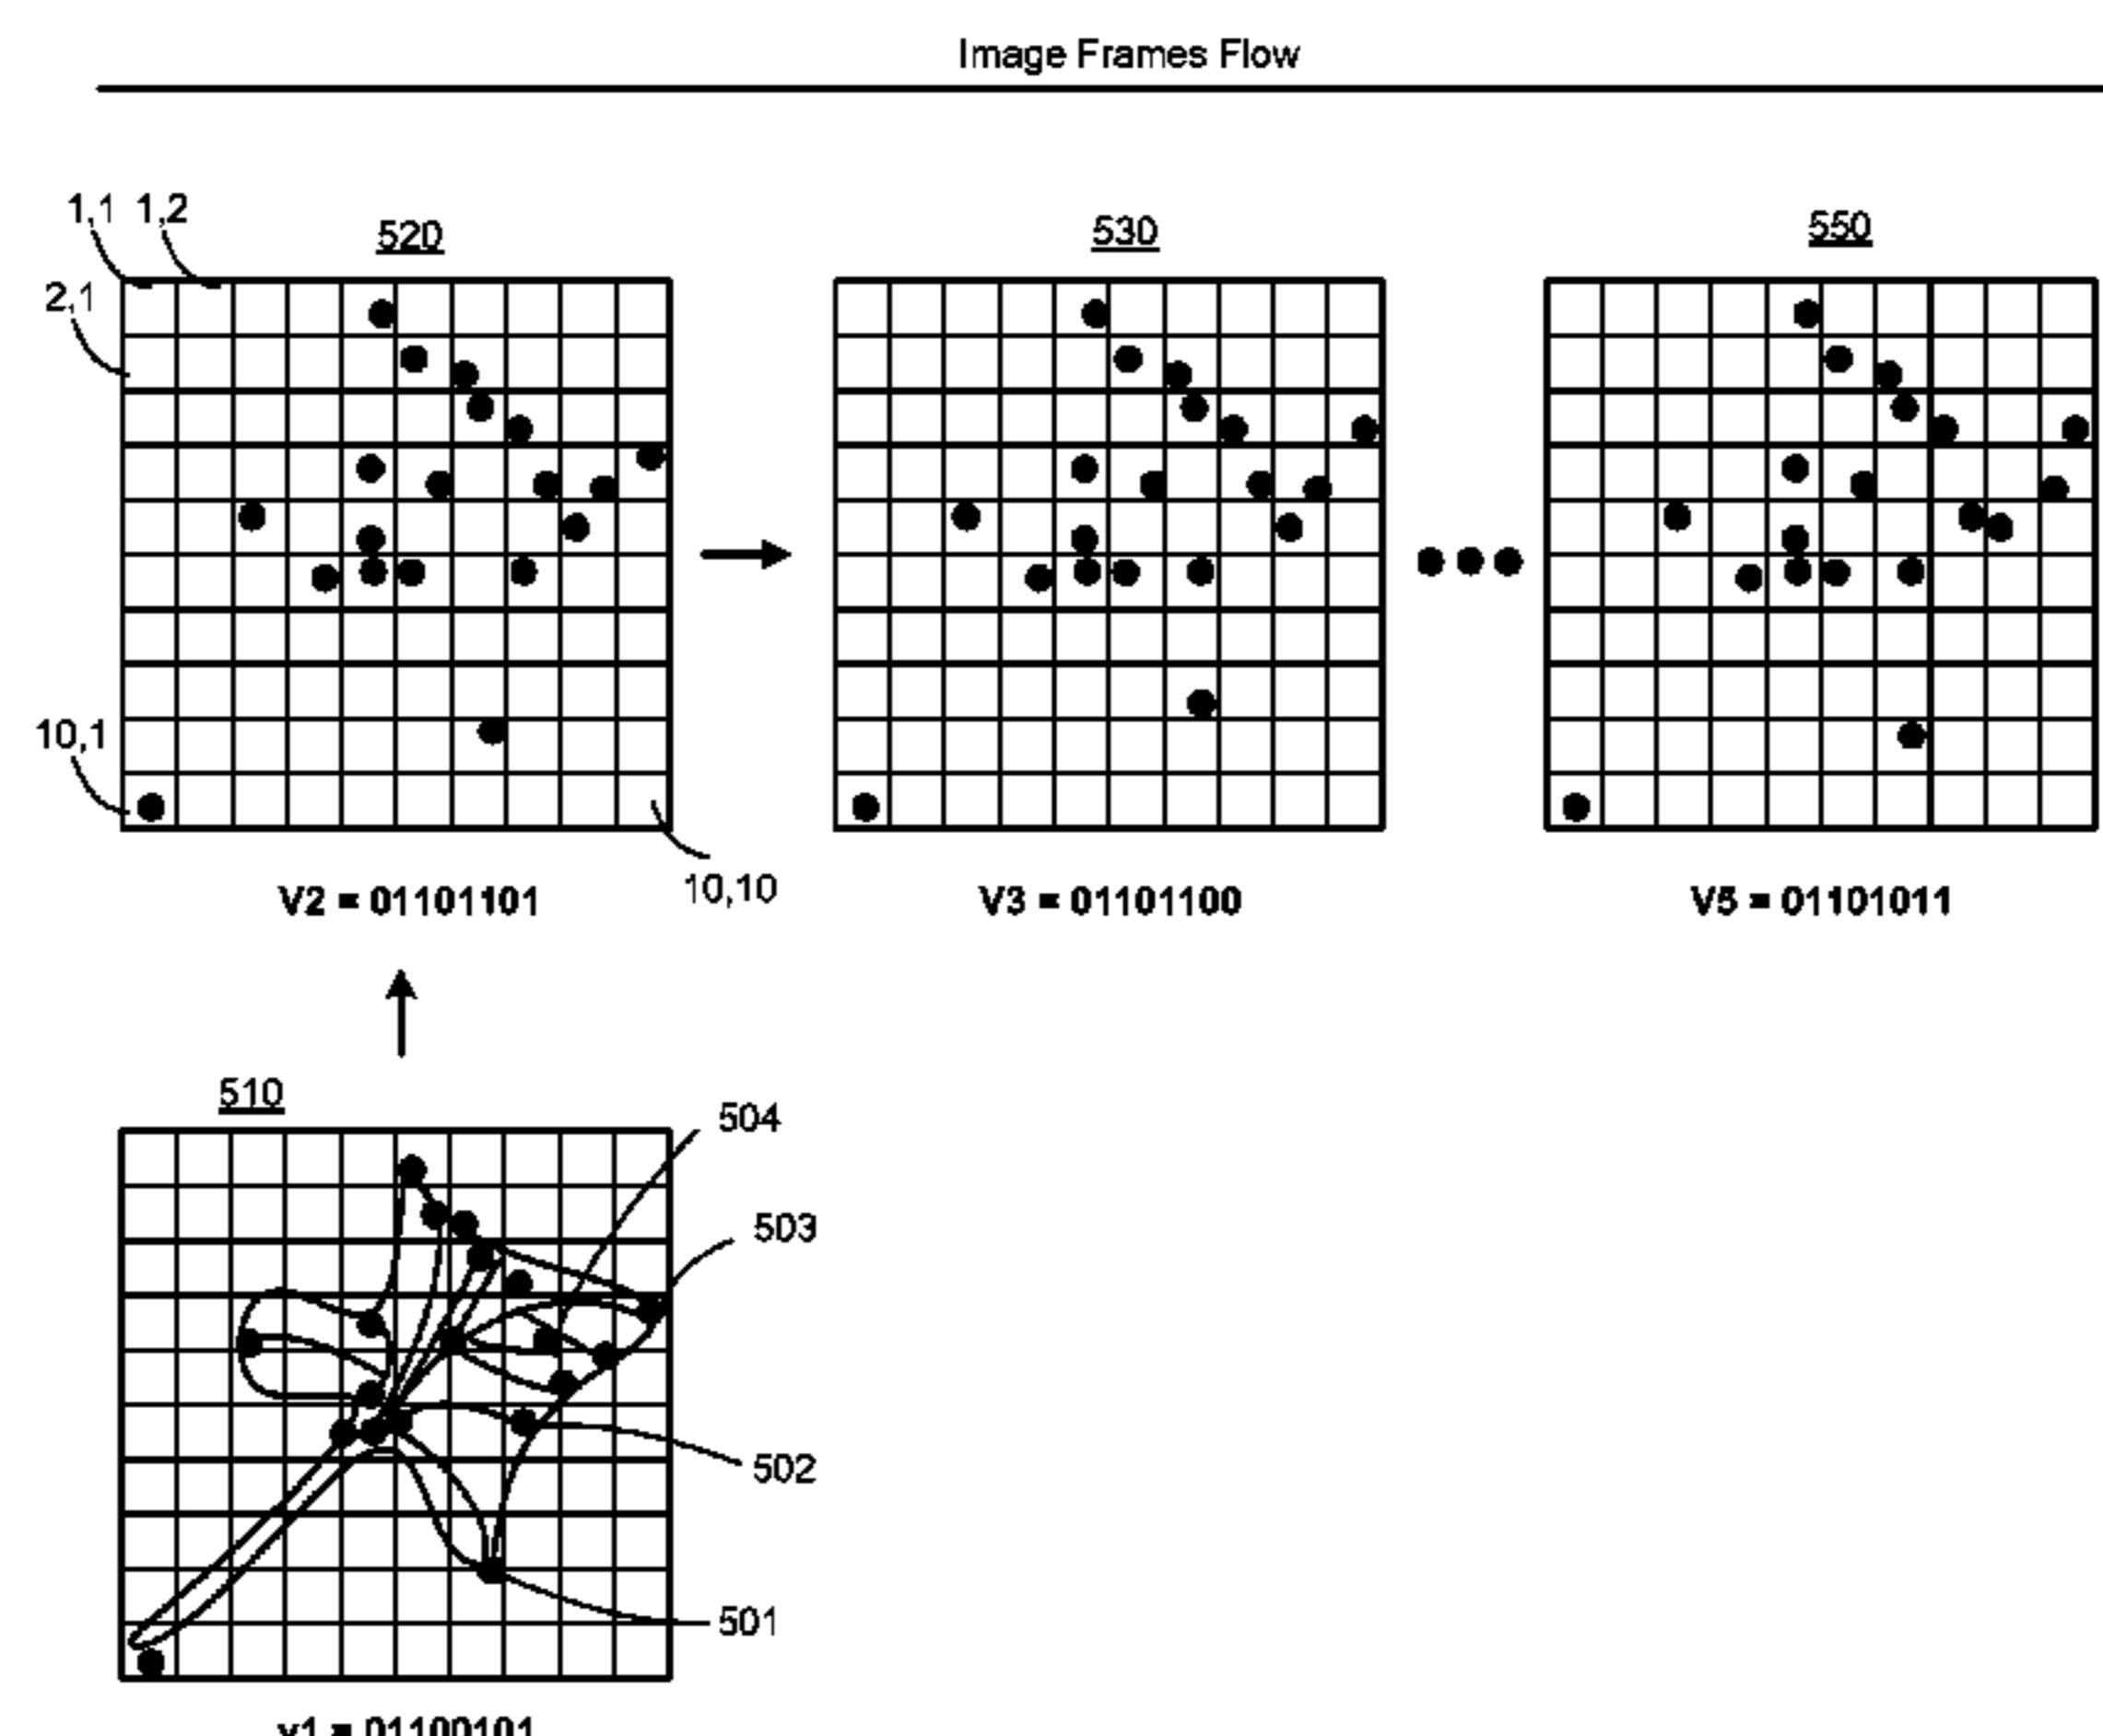 Image Frames Flow
1,1 1,2
520
530
550
2,1
10,1
10,10
V2 = 01101101
V3 = 01101100
V5 = 01101011
510
504
503
502
501
v1 = 01100101